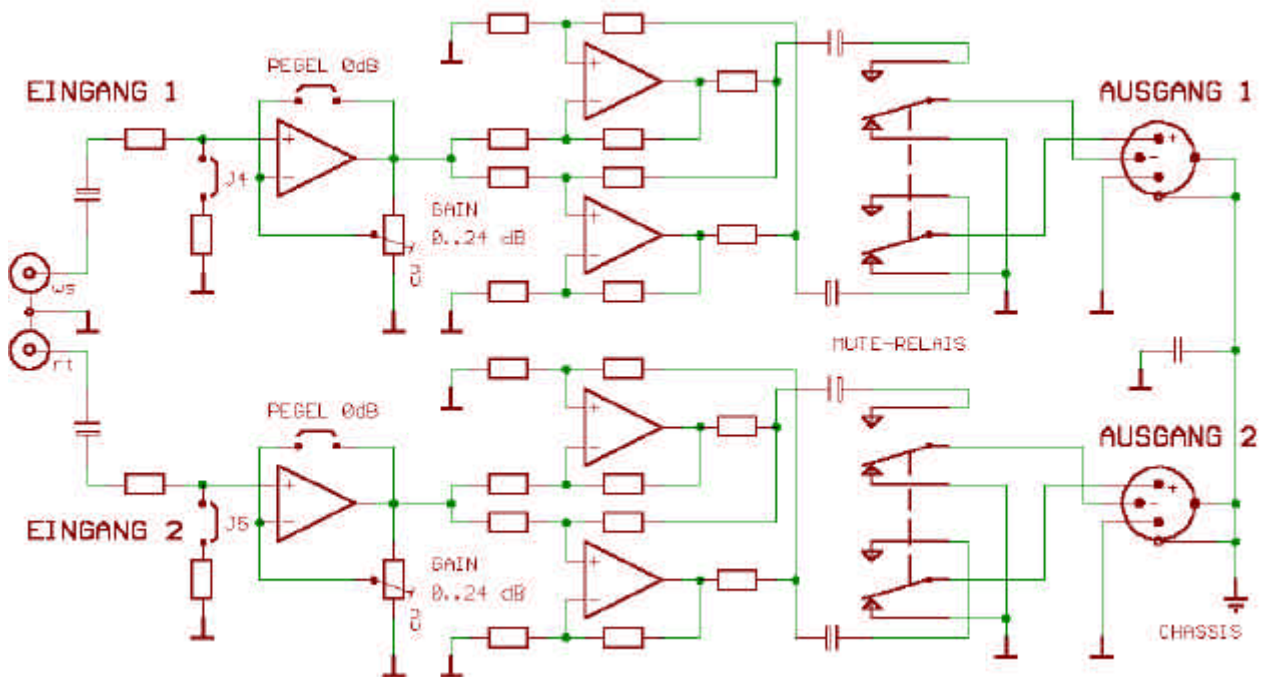 PEGEL 0dB
EINGANG 1
AUSGANG 1
+
-
J4
GAIN
0..24 dB
ws
rt
MUTE-RELAIS
PEGEL 0dB
AUSGANG 2
+
-
EINGANG 2
J5
GAIN
0..24 dB
CHASSIS